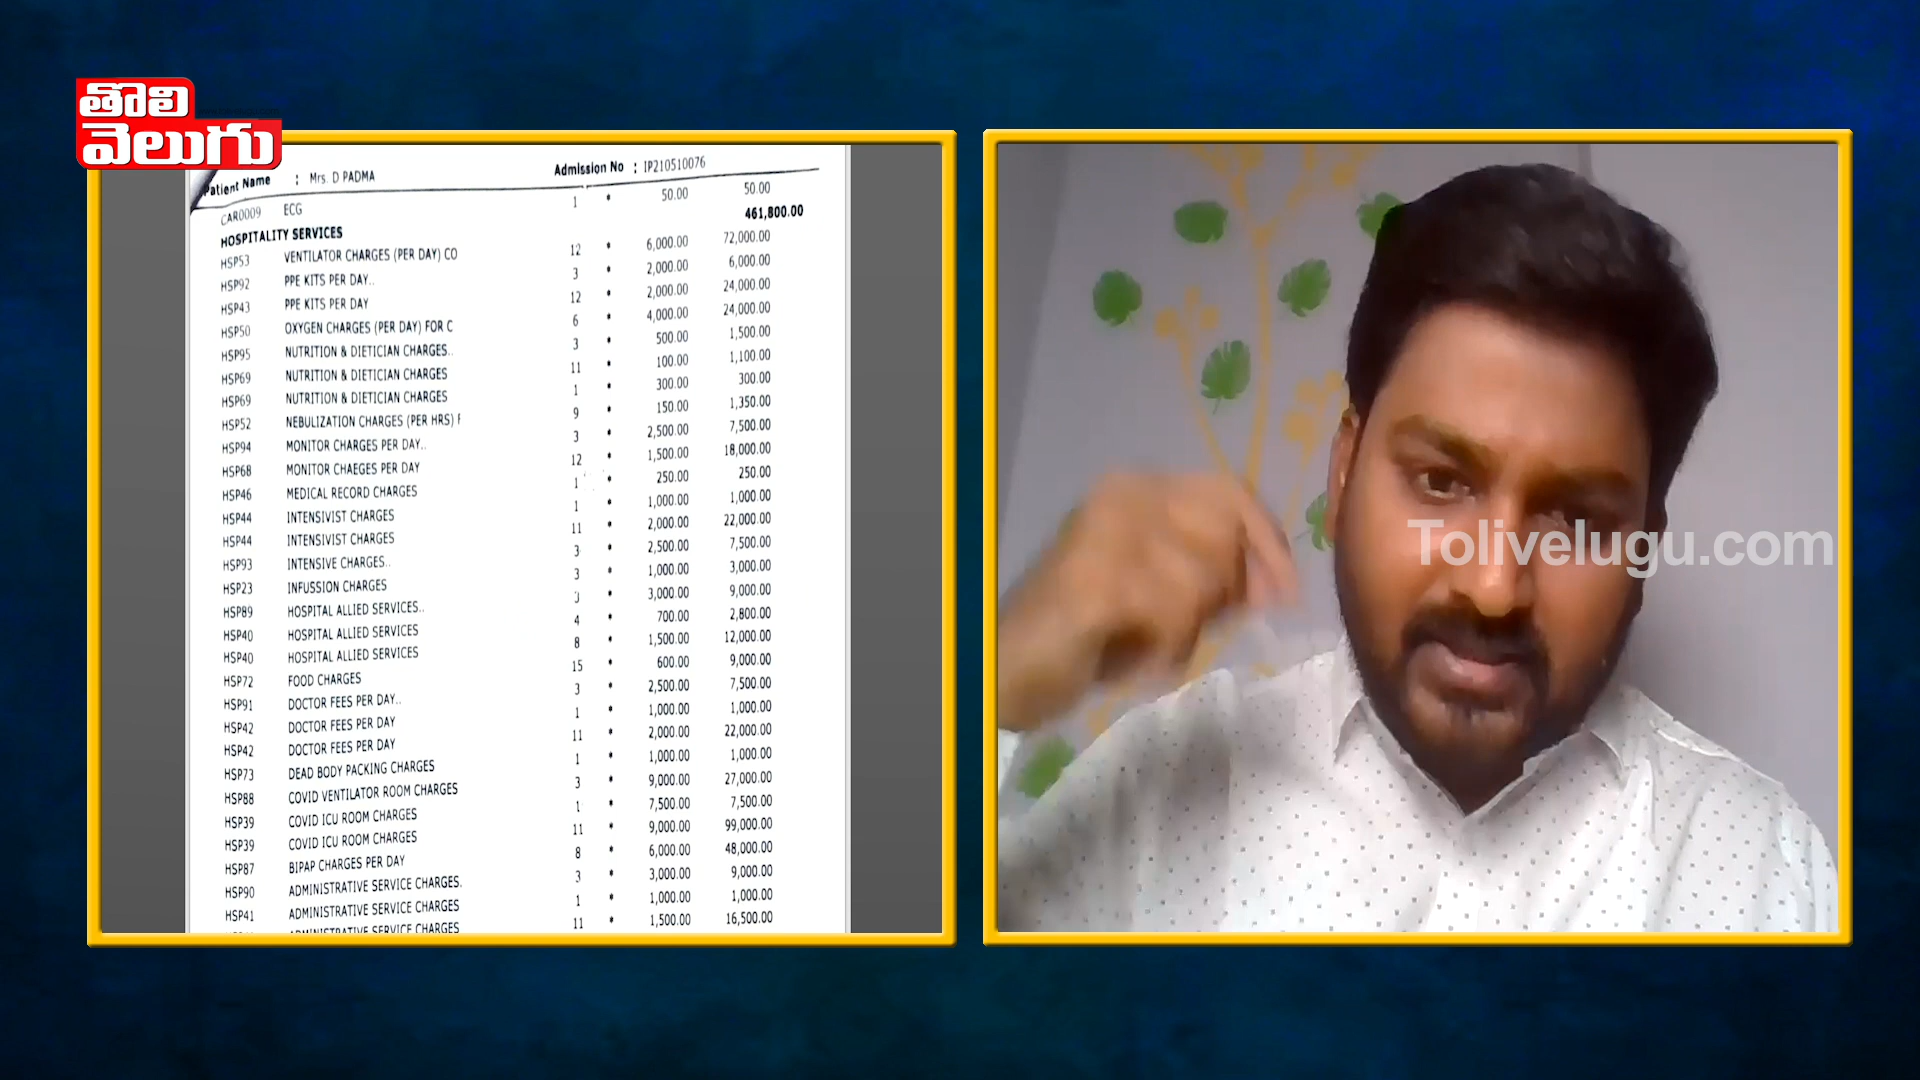 తొలి
వెలుగు
Patient Name : Mrs. D PADMA Admission No : IP210510076
CAR0009 ECG 1 * 50.00 50.00
HOSPITALITY SERVICES 461,800.00
HSP53 VENTILATOR CHARGES (PER DAY) CO 12 * 6,000.00 72,000.00
HSP92 PPE KITS PER DAY.. 3 * 2,000.00 6,000.00
HSP43 PPE KITS PER DAY 12 * 2,000.00 24,000.00
HSP50 OXYGEN CHARGES (PER DAY) FOR C 6 * 4,000.00 24,000.00
HSP95 NUTRITION & DIETICIAN CHARGES.. 3 * 500.00 1,500.00
HSP69 NUTRITION & DIETICIAN CHARGES 11 * 100.00 1,100.00
HSP69 NUTRITION & DIETICIAN CHARGES 1 * 300.00 300.00
HSP52 NEBULIZATION CHARGES (PER HRS) F 9 * 150.00 1,350.00
HSP94 MONITOR CHARGES PER DAY.. 3 * 2,500.00 7,500.00
HSP68 MONITOR CHAEGES PER DAY 12 * 1,500.00 18,000.00
HSP46 MEDICAL RECORD CHARGES 1 * 250.00 250.00
HSP44 INTENSIVIST CHARGES 1 * 1,000.00 1,000.00
HSP44 INTENSIVIST CHARGES 11 * 2,000.00 22,000.00
HSP93 INTENSIVE CHARGES.. 3 * 2,500.00 7,500.00
HSP23 INFUSSION CHARGES 3 * 1,000.00 3,000.00
HSP89 HOSPITAL ALLIED SERVICES.. 3 * 3,000.00 9,000.00
HSP40 HOSPITAL ALLIED SERVICES 4 * 700.00 2,800.00
HSP40 HOSPITAL ALLIED SERVICES 8 * 1,500.00 12,000.00
HSP72 FOOD CHARGES 15 * 600.00 9,000.00
HSP91 DOCTOR FEES PER DAY.. 3 * 2,500.00 7,500.00
HSP42 DOCTOR FEES PER DAY 1 * 1,000.00 1,000.00
HSP42 DOCTOR FEES PER DAY 11 * 2,000.00 22,000.00
HSP73 DEAD BODY PACKING CHARGES 1 * 1,000.00 1,000.00
HSP88 COVID VENTILATOR ROOM CHARGES 3 * 9,000.00 27,000.00
HSP39 COVID ICU ROOM CHARGES 1 * 7,500.00 7,500.00
HSP39 COVID ICU ROOM CHARGES 11 * 9,000.00 99,000.00
HSP87 BIPAP CHARGES PER DAY 8 * 6,000.00 48,000.00
HSP90 ADMINISTRATIVE SERVICE CHARGES. 3 * 3,000.00 9,000.00
HSP41 ADMINISTRATIVE SERVICE CHARGES 1 * 1,000.00 1,000.00
ADMINISTRATIVE SERVICE CHARGES 11 * 1,500.00 16,500.00
Tolivelugu.com